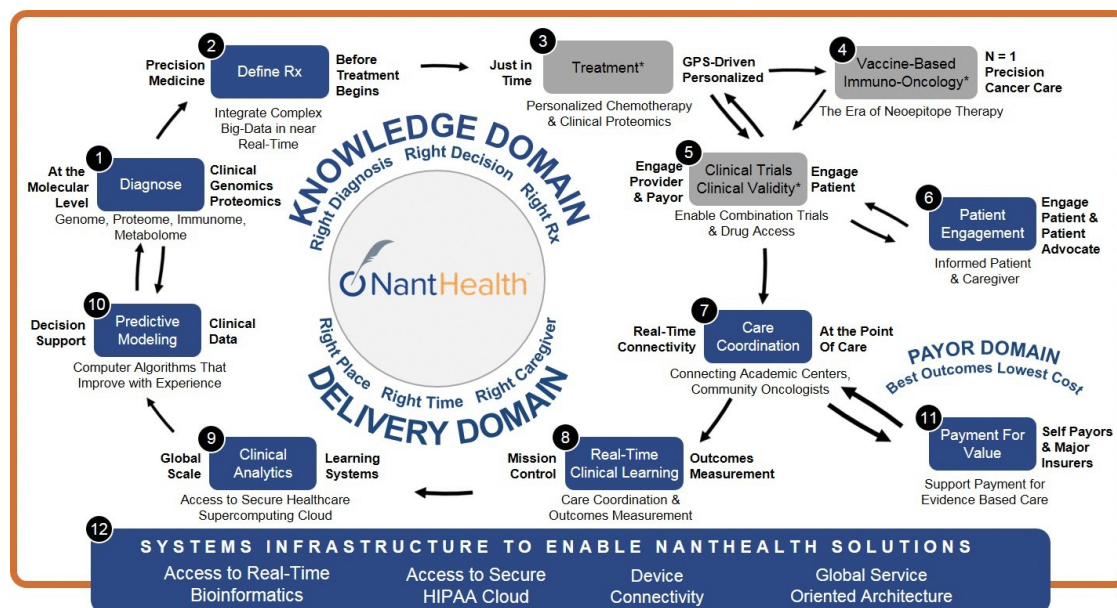 1
At the
Molecular
Level
Diagnose
Clinical
Genomics
Proteomics
Genome, Proteome, Immunome,
Metabolome
2
Precision
Medicine
Define Rx
Before
Treatment
Begins
Integrate Complex
Big-Data in near
Real-Time
3
Just in
Time
Treatment*
GPS-Driven
Personalized
Personalized Chemotherapy
& Clinical Proteomics
4
Vaccine-Based
Immuno-Oncology*
N = 1
Precision
Cancer Care
The Era of Neoepitope Therapy
5
Engage
Provider
& Payor
Clinical Trials
Clinical Validity*
Engage
Patient
Enable Combination Trials
& Drug Access
6
Patient
Engagement
Engage
Patient &
Patient
Advocate
Informed Patient
& Caregiver
KNOWLEDGE DOMAIN
Right Diagnosis Right Decision Right Rx
NantHealth
Right Place Right Time Right Caregiver
DELIVERY DOMAIN
7
Real-Time
Connectivity
Care
Coordination
At the Point
Of Care
Connecting Academic Centers,
Community Oncologists
8
Mission
Control
Real-Time
Clinical Learning
Outcomes
Measurement
Care Coordination &
Outcomes Measurement
9
Global
Scale
Clinical
Analytics
Learning
Systems
Access to Secure Healthcare
Supercomputing Cloud
10
Decision
Support
Predictive
Modeling
Clinical
Data
Computer Algorithms That
Improve with Experience
PAYOR DOMAIN
Best Outcomes Lowest Cost
11
Payment For
Value
Self Payors
& Major
Insurers
Support Payment for
Evidence Based Care
12
SYSTEMS INFRASTRUCTURE TO ENABLE NANTHEALTH SOLUTIONS
Access to Real-Time
Bioinformatics
Access to Secure
HIPAA Cloud
Device
Connectivity
Global Service
Oriented Architecture